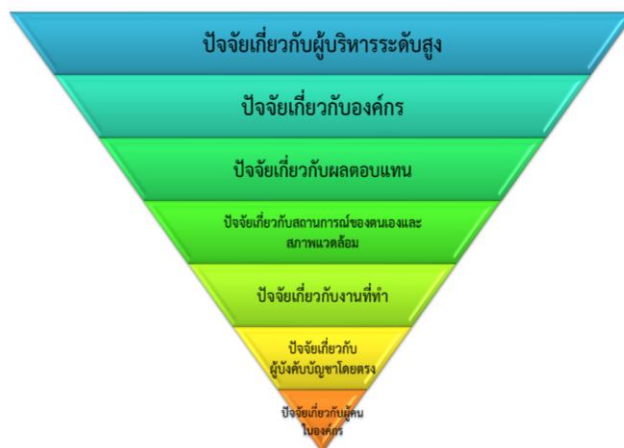 ปัจจัยเกี่ยวกับผู้บริหารระดับสูง
ปัจจัยเกี่ยวกับองค์กร
ปัจจัยเกี่ยวกับผลตอบแทน
ปัจจัยเกี่ยวกับสถานการณ์ของตนเองและ
สภาพแวดล้อม
ปัจจัยเกี่ยวกับงานที่ทำ
ปัจจัยเกี่ยวกับ
ผู้บังคับบัญชาโดยตรง
ปัจจัยเกี่ยวกับผู้คน
ในองค์กร